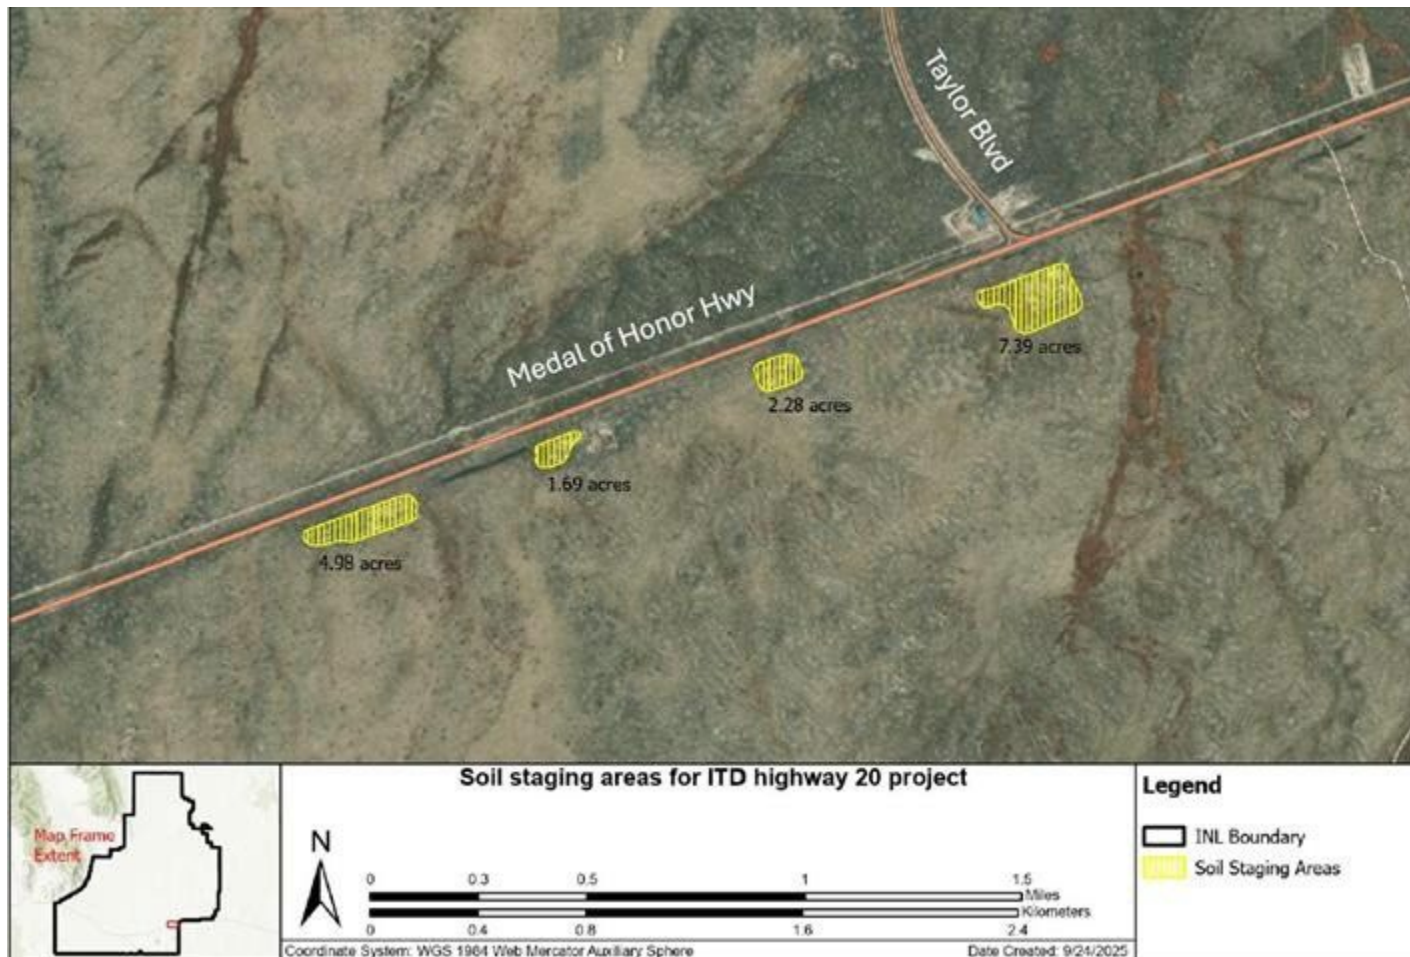 Taylor Blvd
Medal of Honor Hwy
7.39 acres
2.28 acres
1.69 acres
4.98 acres
Map Frame
Extent
Soil staging areas for ITD highway 20 project
N
0 0.3 0.5 1 1.5
Miles
Kilometers
0 0.4 0.8 1.6 2.4
Coordinate System: WGS 1984 Web Mercator Auxiliary Sphere
Date Created: 9/24/2025
Legend
INL Boundary
Soil Staging Areas